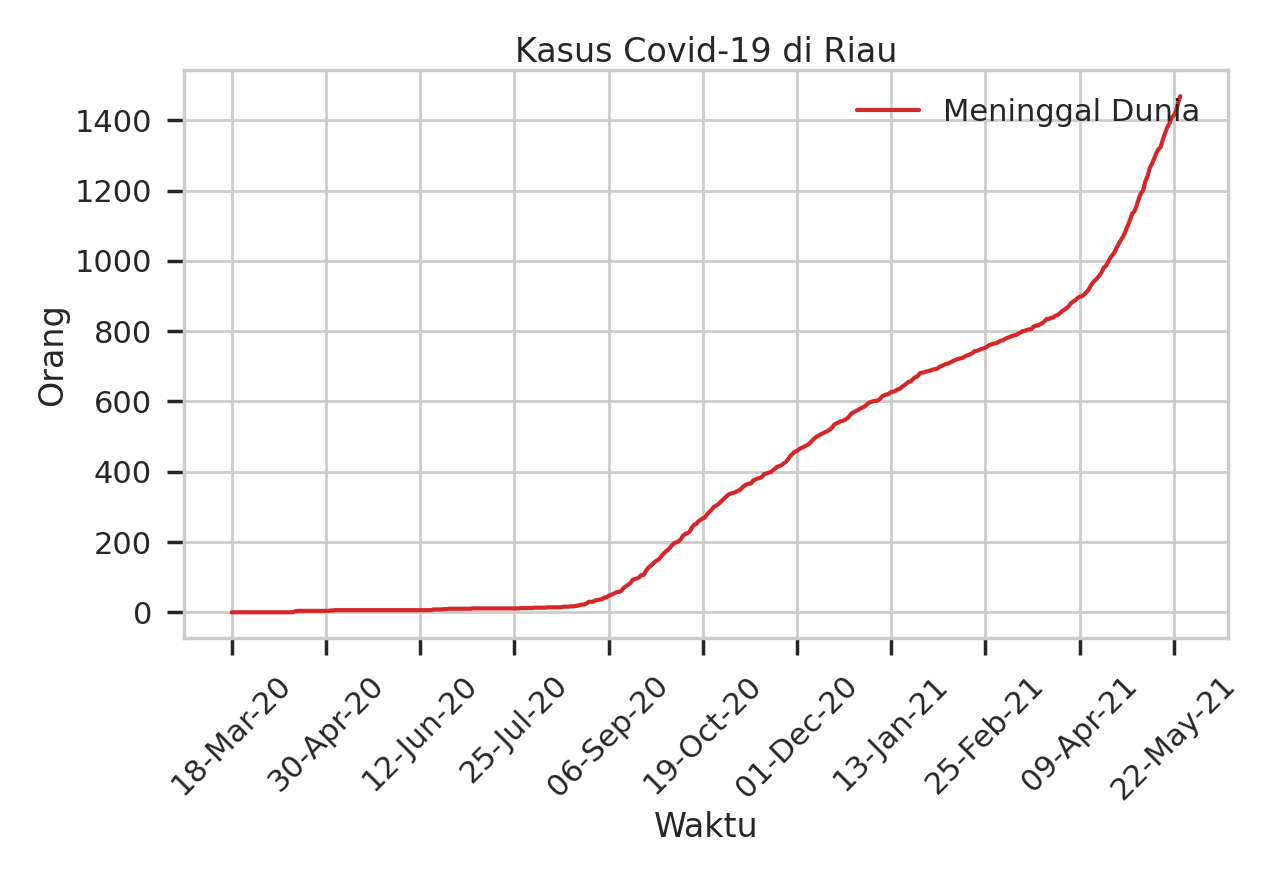 Kasus Covid-19 di Riau
Meninggal Dunia
1400
1200
1000
800
600
400
200
0
Orang
18-Mar-20
30-Apr-20
12-Jun-20
25-Jul-20
06-Sep-20
19-Oct-20
01-Dec-20
13-Jan-21
25-Feb-21
09-Apr-21
22-May-21
Waktu